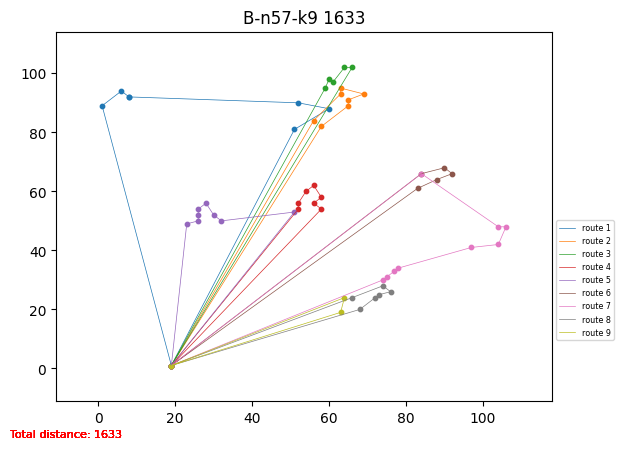 B-n57-k9 1633
100
80
60
40
20
0
0 20 40 60 80 100
route 1
route 2
route 3
route 4
route 5
route 6
route 7
route 8
route 9
Total distance: 1633